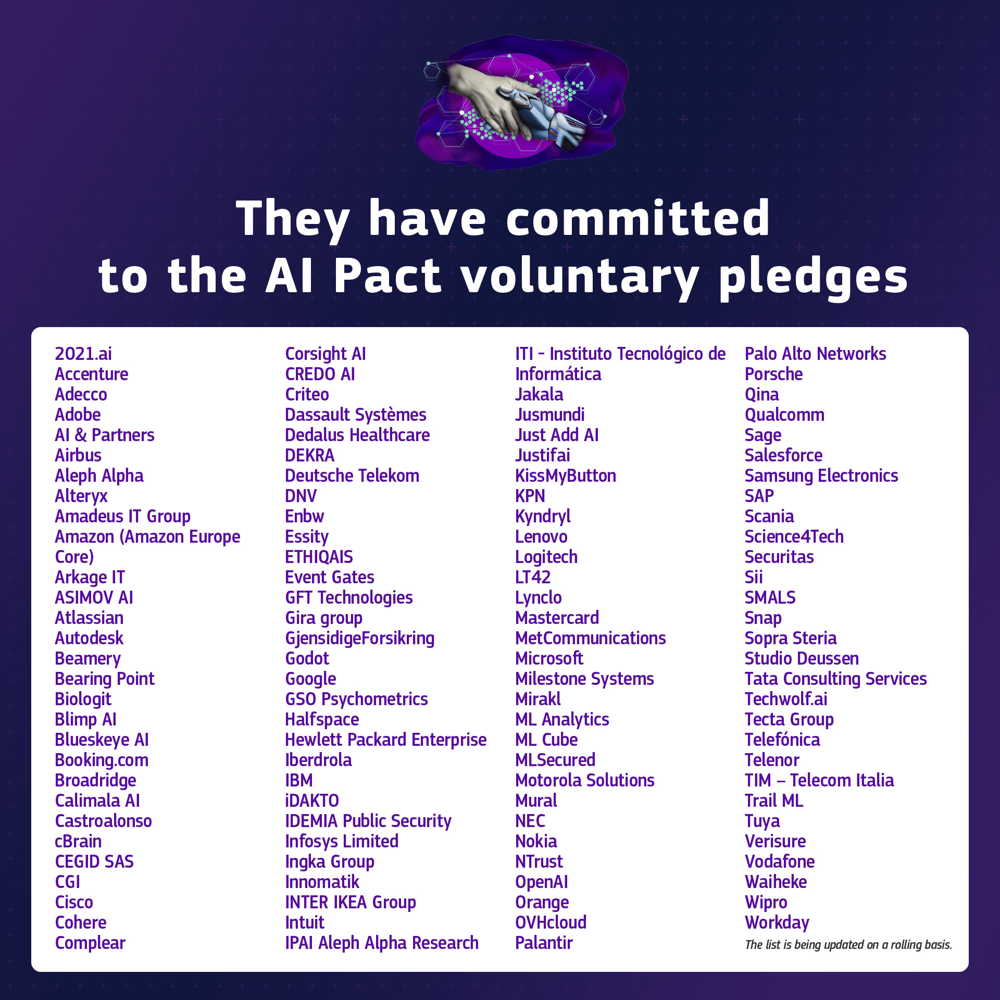 They have committed
to the AI Pact voluntary pledges
2021.ai
Accenture
Adecco
Adobe
AI & Partners
Airbus
Aleph Alpha
Alteryx
Amadeus IT Group
Amazon (Amazon Europe
Core)
Arkage IT
ASIMOV AI
Atlassian
Autodesk
Beamery
Bearing Point
Biologit
Blimp AI
Blueskeye AI
Booking.com
Broadridge
Calimala AI
Castroalonso
cBrain
CEGID SAS
CGI
Cisco
Cohere
Complear
Corsight AI
CREDO AI
Criteo
Dassault Systèmes
Dedalus Healthcare
DEKRA
Deutsche Telekom
DNV
Enbw
Essity
ETHIQAIS
Event Gates
GFT Technologies
Gira group
GjensidigeForsikring
Godot
Google
GSO Psychometrics
Halfspace
Hewlett Packard Enterprise
Iberdrola
IBM
iDAKTO
IDEMIA Public Security
Infosys Limited
Ingka Group
Innomatik
INTER IKEA Group
Intuit
IPAI Aleph Alpha Research
ITI - Instituto Tecnológico de
Informática
Jakala
Jusmundi
Just Add AI
Justifai
KissMyButton
KPN
Kyndryl
Lenovo
Logitech
LT42
Lynclo
Mastercard
MetCommunications
Microsoft
Milestone Systems
Mirakl
ML Analytics
ML Cube
MLSecured
Motorola Solutions
Mural
NEC
Nokia
NTrust
OpenAI
Orange
OVHcloud
Palantir
Palo Alto Networks
Porsche
Qina
Qualcomm
Sage
Salesforce
Samsung Electronics
SAP
Scania
Science4Tech
Securitas
Sii
SMALS
Snap
Sopra Steria
Studio Deussen
Tata Consulting Services
Techwolf.ai
Tecta Group
Telefónica
Telenor
TIM – Telecom Italia
Trail ML
Tuya
Verisure
Vodafone
Waiheke
Wipro
Workday
The list is being updated on a rolling basis.